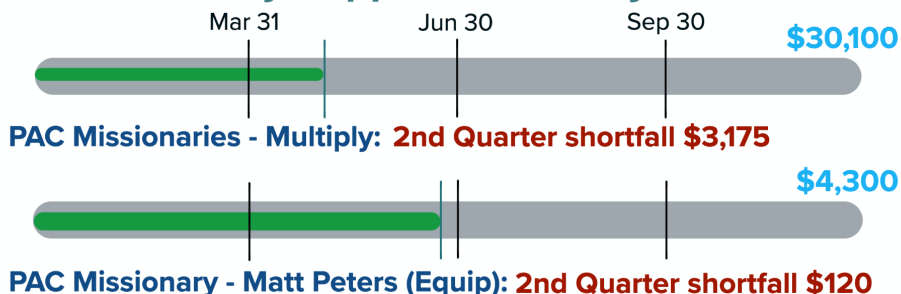 Mar 31 Jun 30 Sep 30
$30,100
PAC Missionaries - Multiply: 2nd Quarter shortfall $3,175
$4,300
PAC Missionary - Matt Peters (Equip): 2nd Quarter shortfall $120